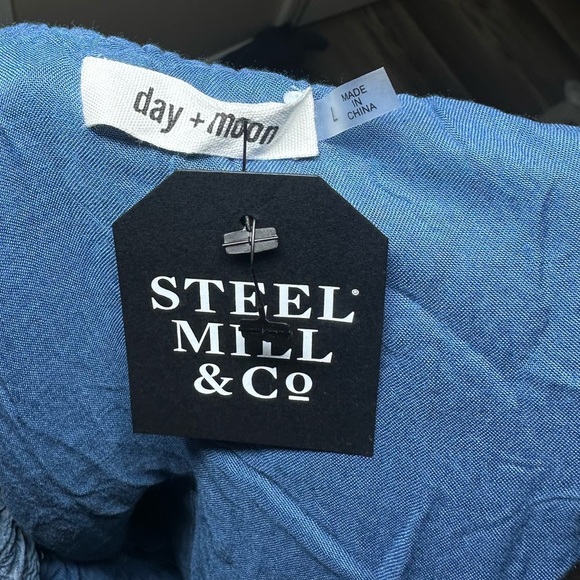 day + moon
L
MADE IN
CHINA
STEEL
MILL
& Co